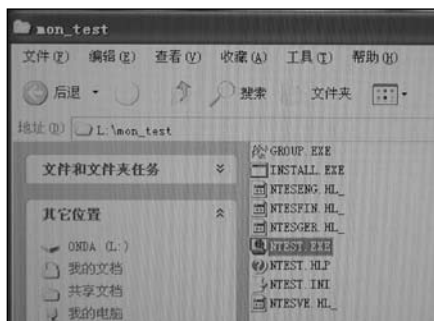 mon_test
文件(F) 编辑(E) 查看(V) 收藏(A) 工具(T) 帮助(H)
后退 搜索 文件夹
地址(D) L:\mon_test
文件和文件夹任务
其它位置
ONDA (L:)
我的文档
共享文档
我的电脑
GROUP.EXE
INSTALL.EXE
NTESENG.HL_
NTESFIN.HL_
NTESGER.HL_
NTEST.EXE
NTEST.HLP
NTEST.INI
NTESVE.HL_